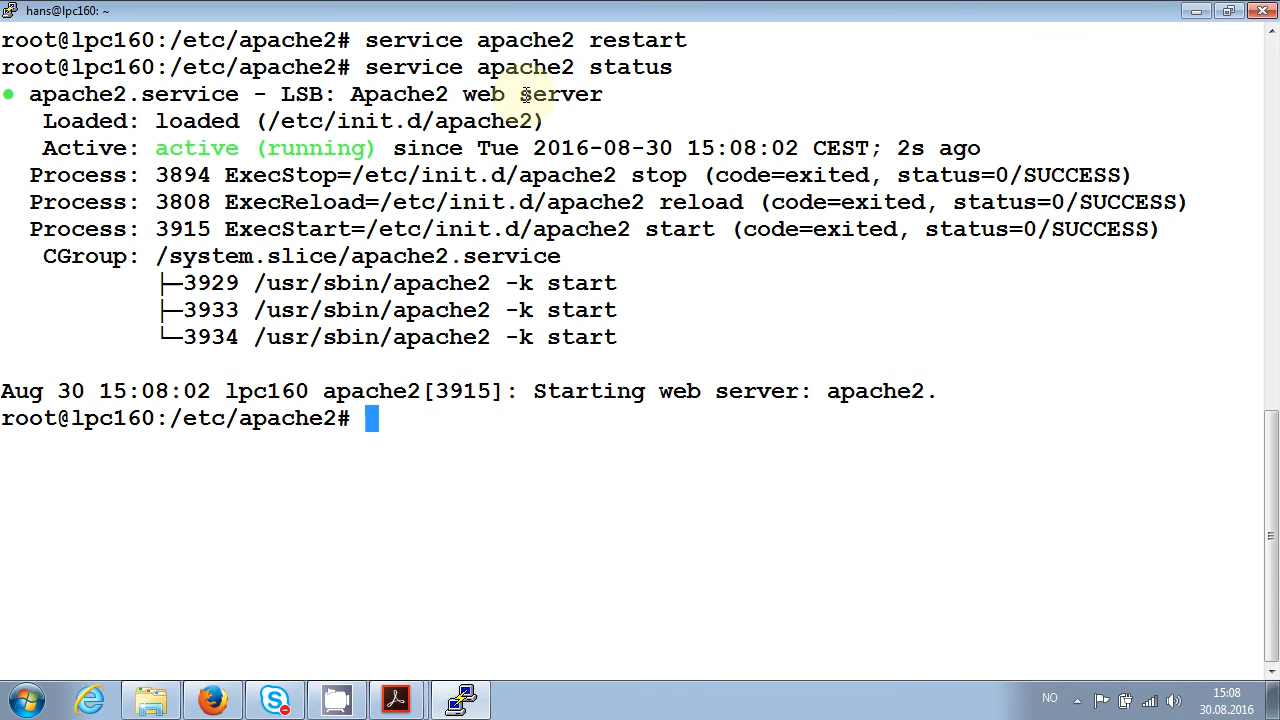 hans@lpc160: ~
root@lpc160:/etc/apache2# service apache2 restart
root@lpc160:/etc/apache2# service apache2 status
● apache2.service - LSB: Apache2 web server
Loaded: loaded (/etc/init.d/apache2)
Active: active (running) since Tue 2016-08-30 15:08:02 CEST; 2s ago
Process: 3894 ExecStop=/etc/init.d/apache2 stop (code=exited, status=0/SUCCESS)
Process: 3808 ExecReload=/etc/init.d/apache2 reload (code=exited, status=0/SUCCESS)
Process: 3915 ExecStart=/etc/init.d/apache2 start (code=exited, status=0/SUCCESS)
CGroup: /system.slice/apache2.service
├─3929 /usr/sbin/apache2 -k start
├─3933 /usr/sbin/apache2 -k start
└─3934 /usr/sbin/apache2 -k start
Aug 30 15:08:02 lpc160 apache2[3915]: Starting web server: apache2.
root@lpc160:/etc/apache2#
NO
15:08
30.08.2016